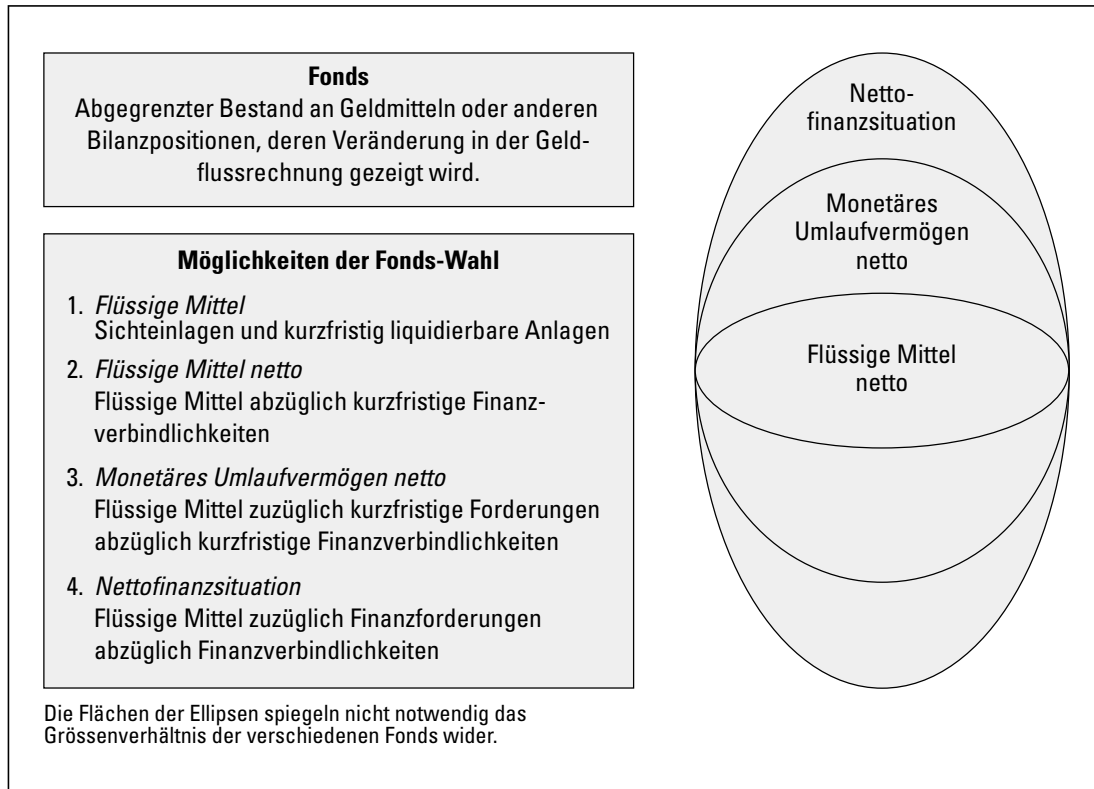 Fonds
Abgegrenzter Bestand an Geldmitteln oder anderen
Bilanzpositionen, deren Veränderung in der Geld-
flussrechnung gezeigt wird.
Möglichkeiten der Fonds-Wahl
1. Flüssige Mittel
Sichteinlagen und kurzfristig liquidierbare Anlagen
2. Flüssige Mittel netto
Flüssige Mittel abzüglich kurzfristige Finanz-
verbindlichkeiten
3. Monetäres Umlaufvermögen netto
Flüssige Mittel zuzüglich kurzfristige Forderungen
abzüglich kurzfristige Finanzverbindlichkeiten
4. Nettofinanzsituation
Flüssige Mittel zuzüglich Finanzforderungen
abzüglich Finanzverbindlichkeiten
Die Flächen der Ellipsen spiegeln nicht notwendig das
Grössenverhältnis der verschiedenen Fonds wider.
Netto-
finanzsituation
Monetäres
Umlaufvermögen
netto
Flüssige Mittel
netto